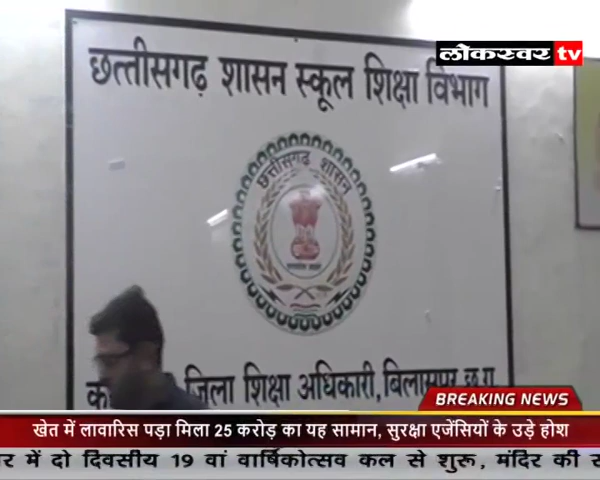 लोकस्वर tv
छत्तीसगढ़ शासन स्कूल शिक्षा विभाग
छत्तीसगढ़ शासन
जिला शिक्षा अधिकारी, बिलासपुर छ.ग.
BREAKING NEWS
खेत में लावारिस पड़ा मिला 25 करोड़ का यह सामान, सुरक्षा एजेंसियों के उड़े होश
में दो दिवसीय 19 वां वार्षिकोत्सव कल से शुरू, मंदिर की